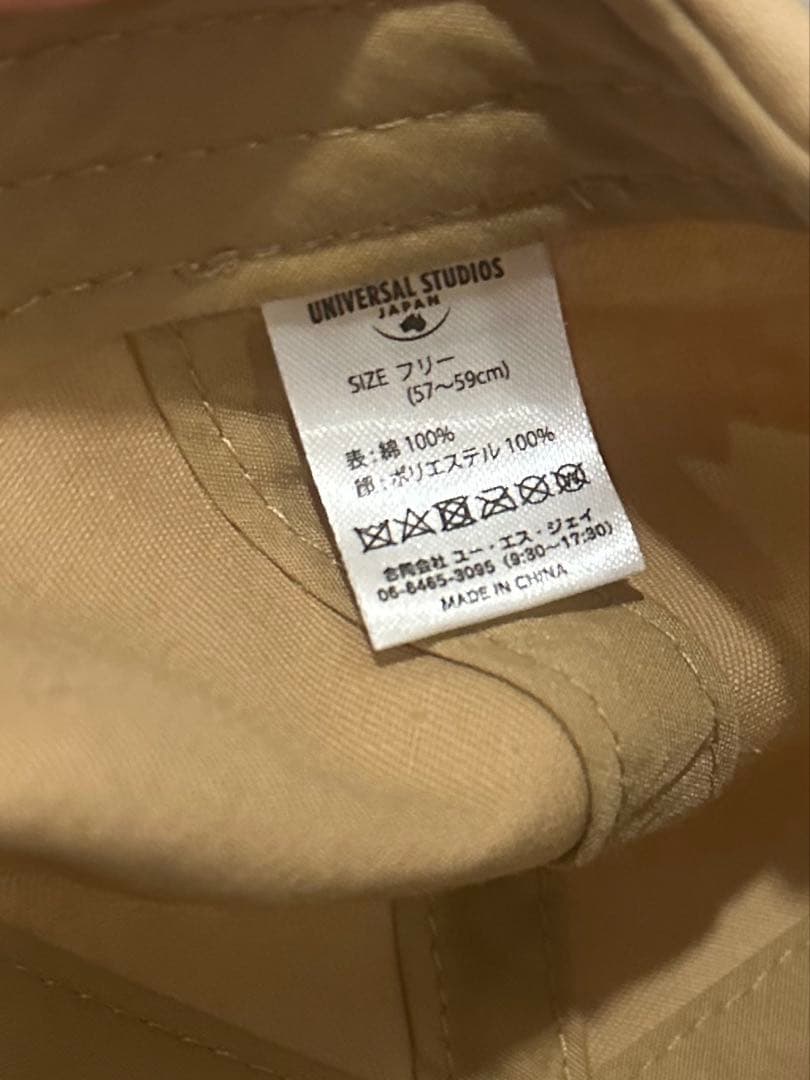 UNIVERSAL STUDIOS
JAPAN
SIZE フリー
(57～59cm)
表：綿 100%
部：ポリエステル 100%
合同会社 ユー・エス・ジェイ
06-6465-3095（9:30～17:30）
MADE IN CHINA